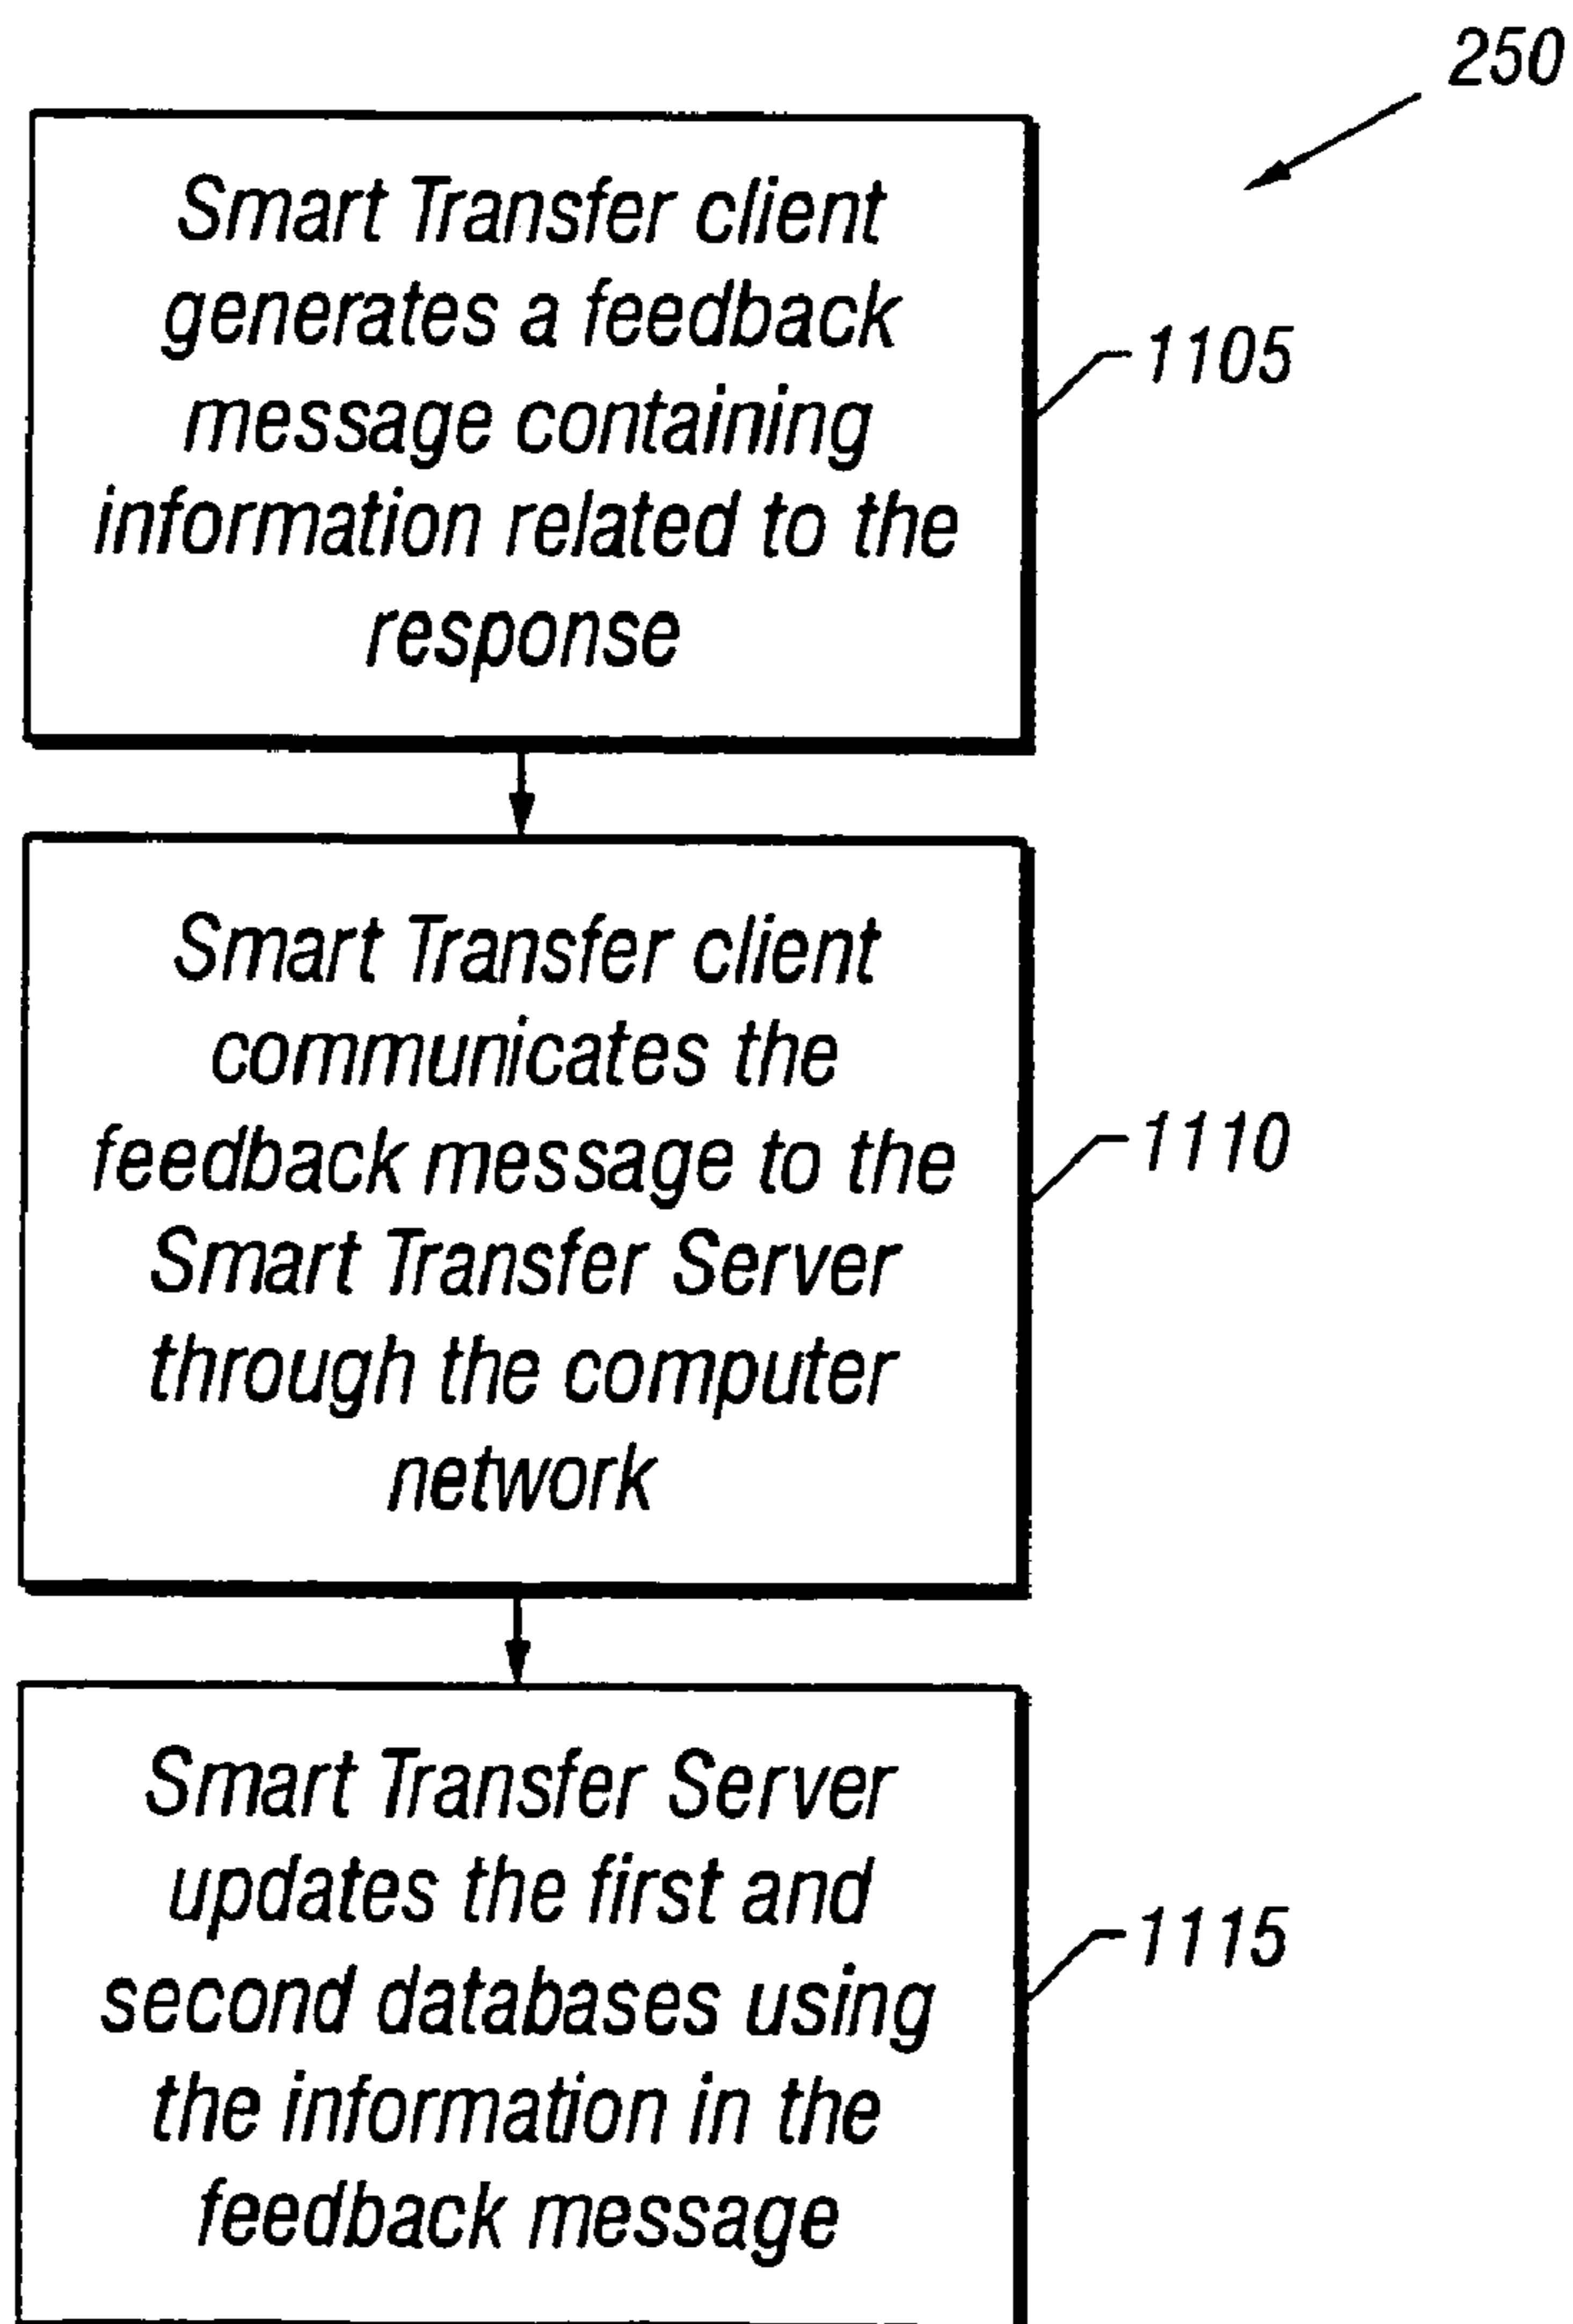 250
Smart Transfer client
generates a feedback
message containing
information related to the
response
1105
Smart Transfer client
communicates the
feedback message to the
Smart Transfer Server
through the computer
network
1110
Smart Transfer Server
updates the first and
second databases using
the information in the
feedback message
1115